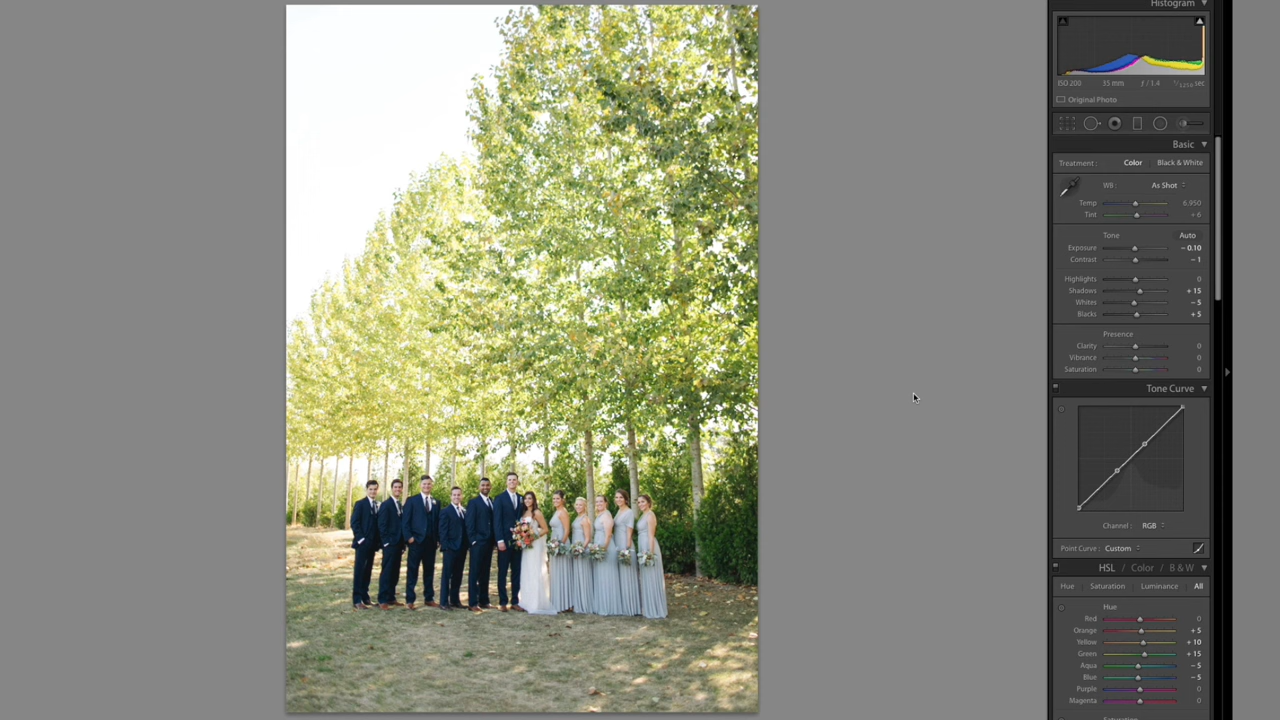 Histogram
ISO 200 35 mm ƒ / 1.4 1/1250 sec
Original Photo
Basic
Treatment : Color Black & White
WB : As Shot
Temp 6,950
Tint + 6
Tone Auto
Exposure − 0.10
Contrast − 1
Highlights 0
Shadows + 15
Whites − 5
Blacks + 5
Presence
Clarity 0
Vibrance 0
Saturation 0
Tone Curve
Channel : RGB
Point Curve : Custom
HSL / Color / B & W
Hue Saturation Luminance All
Hue
Red 0
Orange + 5
Yellow + 10
Green + 15
Aqua − 5
Blue − 5
Purple 0
Magenta 0